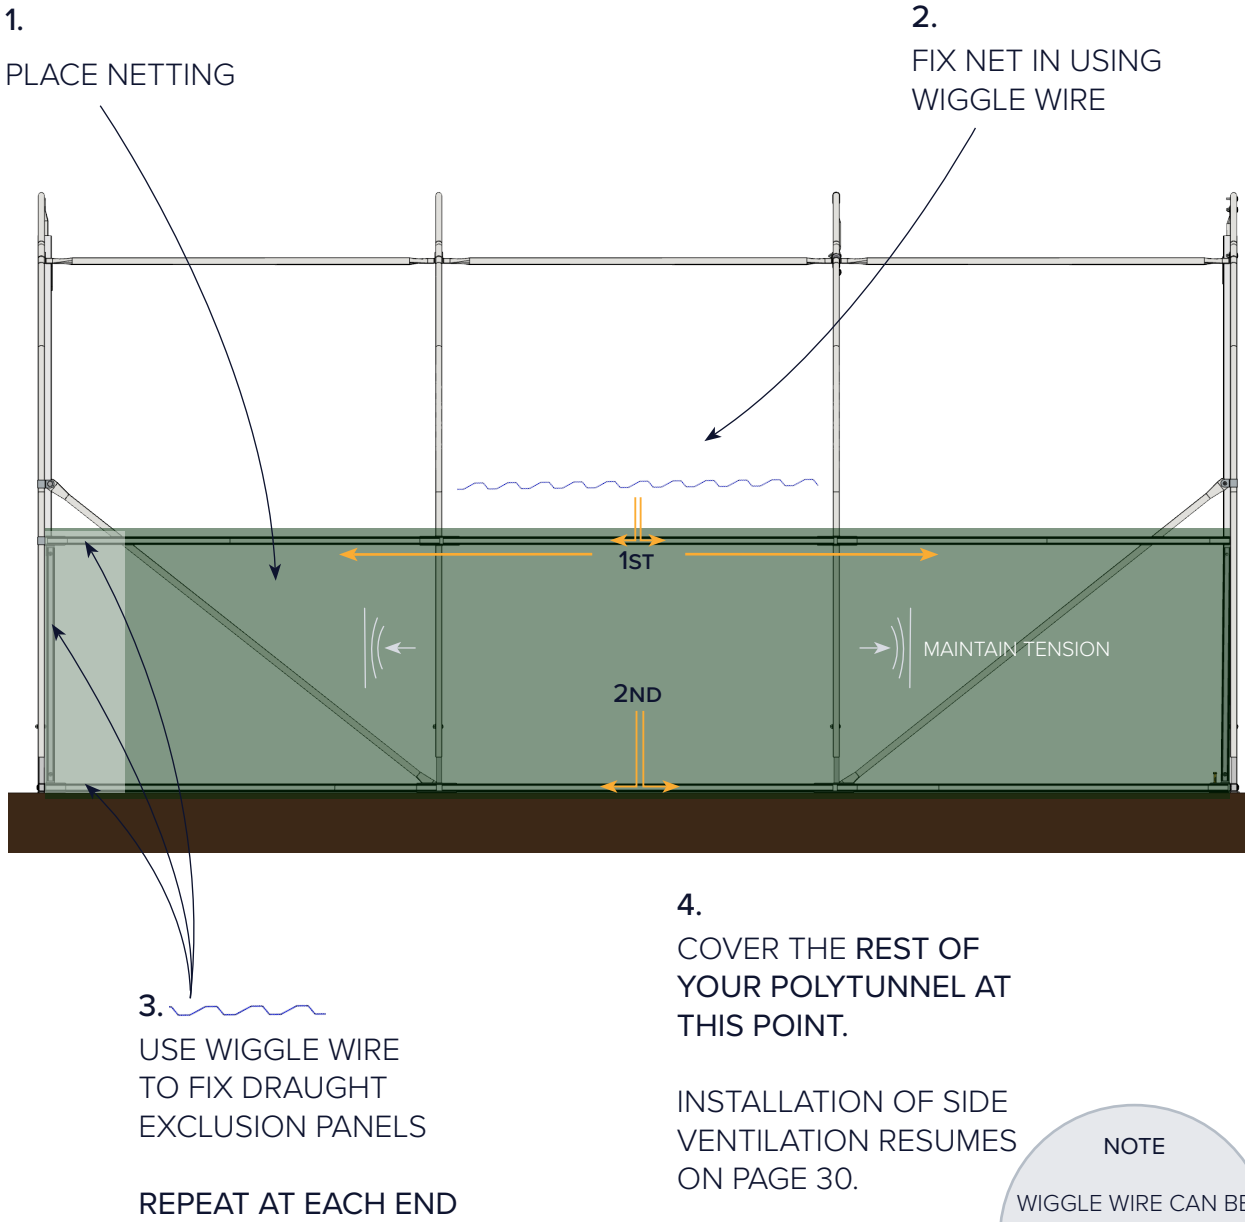 1.
PLACE NETTING
2.
FIX NET IN USING
WIGGLE WIRE
1ST
MAINTAIN TENSION
2ND
3.
USE WIGGLE WIRE
TO FIX DRAUGHT
EXCLUSION PANELS
REPEAT AT EACH END
4.
COVER THE REST OF
YOUR POLYTUNNEL AT
THIS POINT.
INSTALLATION OF SIDE
VENTILATION RESUMES
ON PAGE 30.
NOTE
WIGGLE WIRE CAN BE